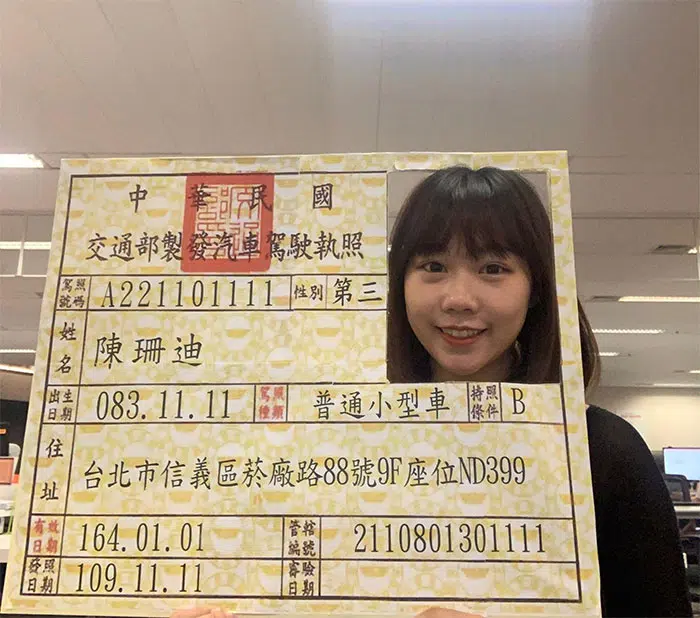 中華民國
交通部製發汽車駕駛執照
駕照號碼 A221101111 性別 第三
姓名 陳珊迪
出生日期 083.11.11 駕照種類 普通小型車 持照條件 B
住址 台北市信義區菸廠路88號9F座位ND399
有效日期 164.01.01 管轄編號 2110801301111
發照日期 109.11.11 審驗日期